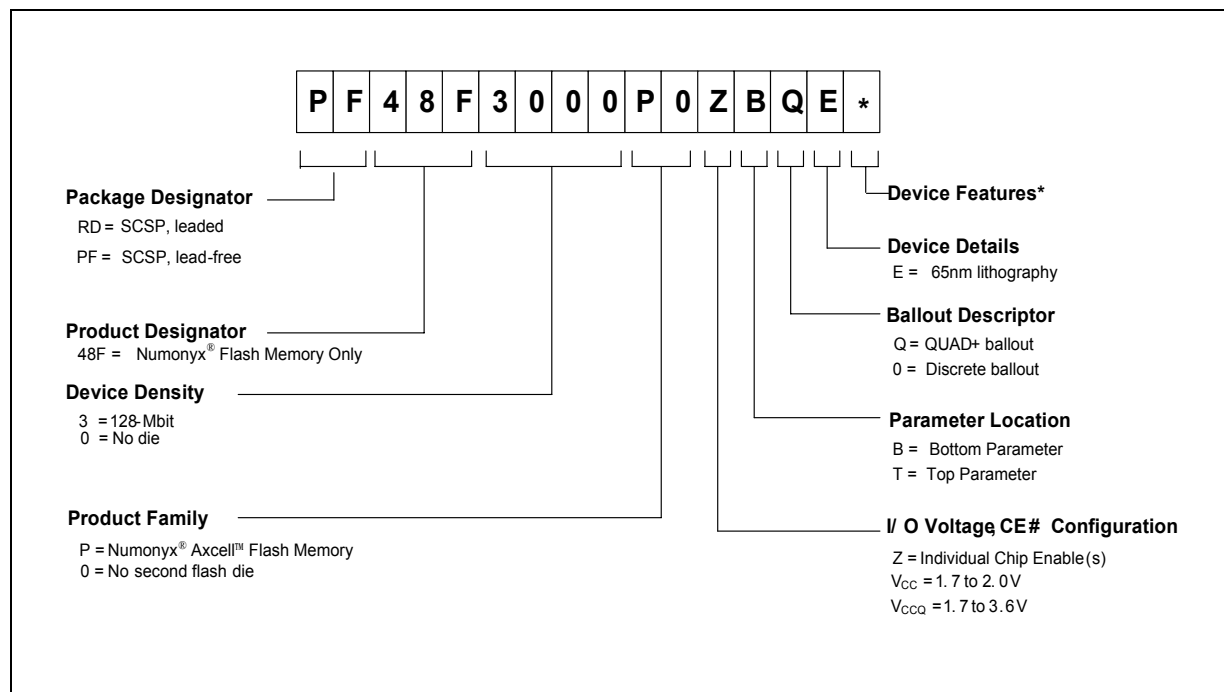 P F 4 8 F 3 0 0 0 P 0 Z B Q E *
Package Designator
RD = SCSP, leaded
PF = SCSP, lead-free
Product Designator
48F = Numonyx® Flash Memory Only
Device Density
3 = 128-Mbit
0 = No die
Product Family
P = Numonyx® Axcell™ Flash Memory
0 = No second flash die
Device Features*
Device Details
E = 65nm lithography
Ballout Descriptor
Q = QUAD+ ballout
0 = Discrete ballout
Parameter Location
B = Bottom Parameter
T = Top Parameter
I/ O Voltage, CE# Configuration
Z = Individual Chip Enable(s)
VCC = 1. 7 to 2. 0 V
VCCQ = 1. 7 to 3. 6 V